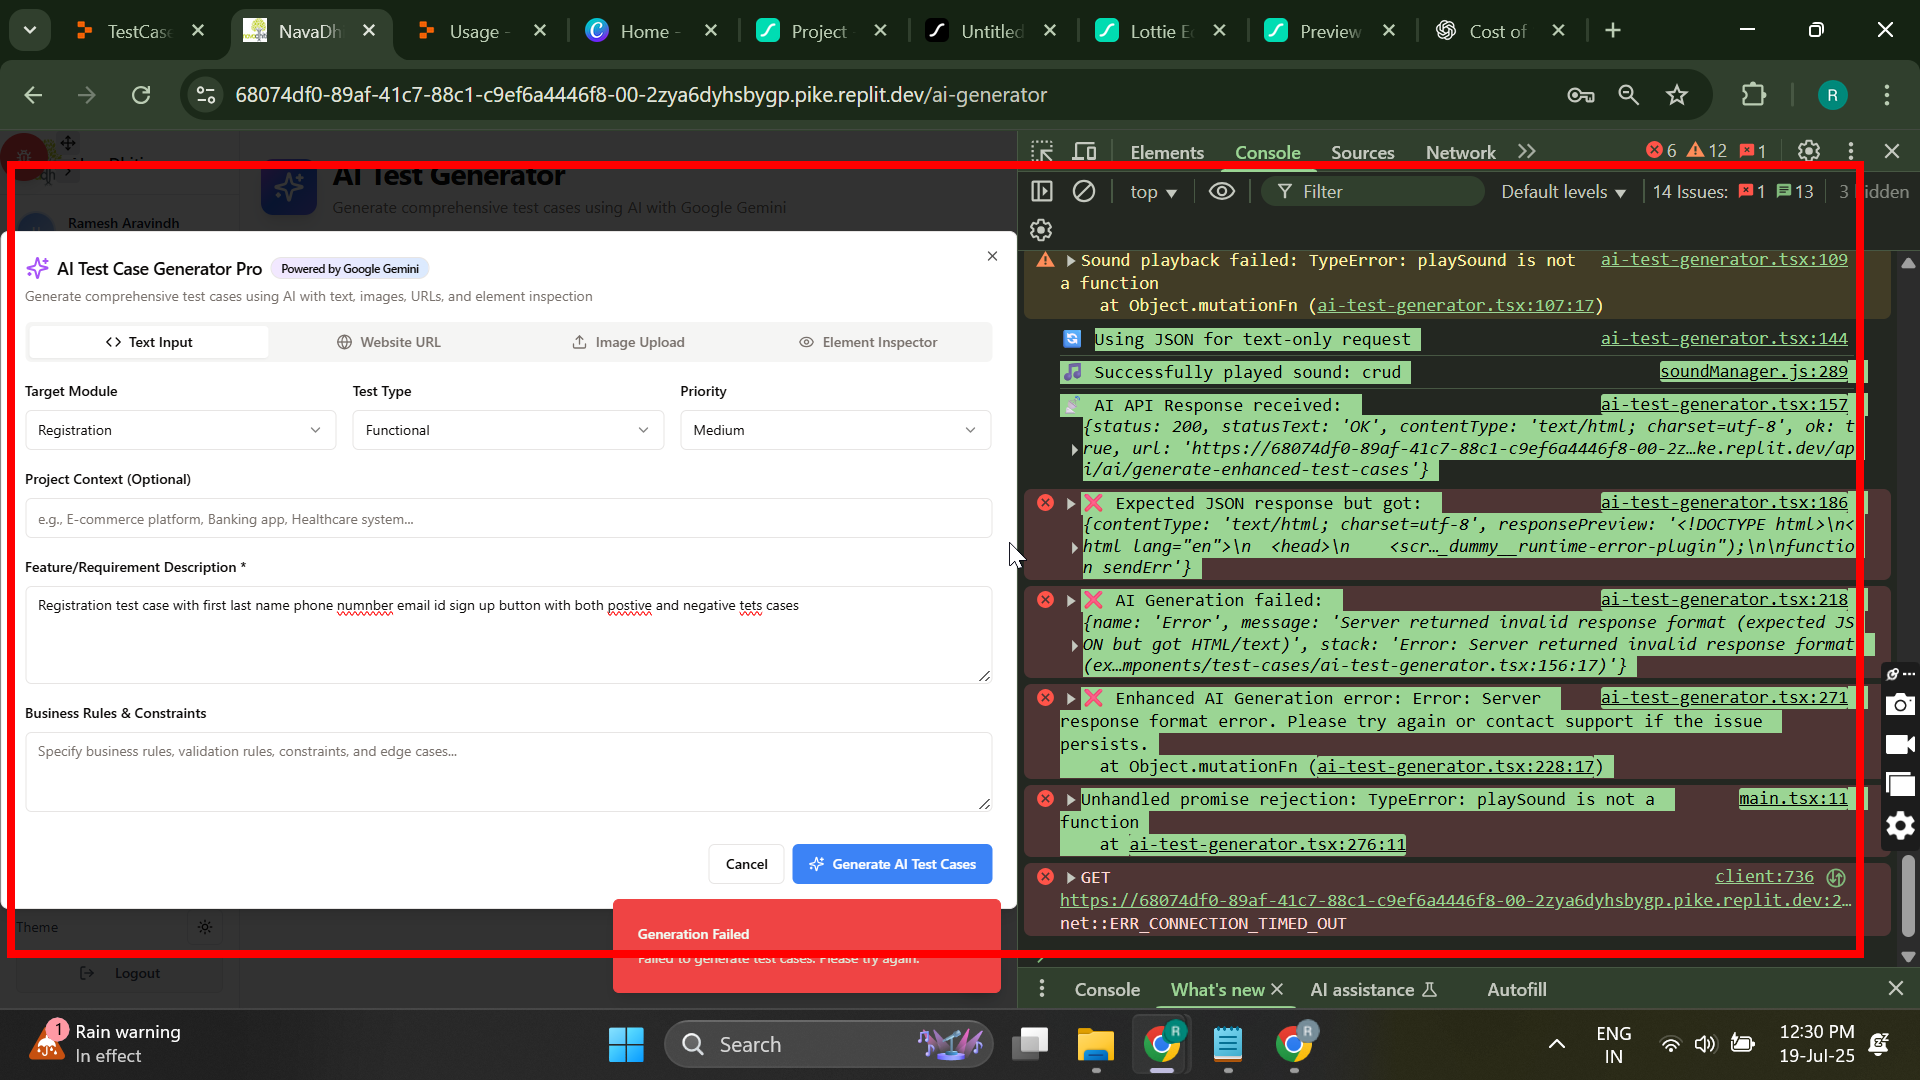 TestCase
NavaDh
Usage -
Home -
Project
Untitled
Lottie Ed
Preview
Cost of
68074df0-89af-41c7-88c1-c9ef6a4446f8-00-2zya6dyhsbygp.pike.replit.dev/ai-generator
R
Elements
Console
Sources
Network
6
12
1
top
Filter
Default levels
14 Issues:
1
13
3 hidden
AI Test Generator
Generate comprehensive test cases using AI with Google Gemini
Ramesh Aravindh
AI Test Case Generator Pro
Powered by Google Gemini
Generate comprehensive test cases using AI with text, images, URLs, and element inspection
Text Input
Website URL
Image Upload
Element Inspector
Target Module
Test Type
Priority
Registration
Functional
Medium
Project Context (Optional)
e.g., E-commerce platform, Banking app, Healthcare system...
Feature/Requirement Description *
Registration test case with first last name phone numnber email id sign up button with both postive and negative tets cases
Business Rules & Constraints
Specify business rules, validation rules, constraints, and edge cases...
Cancel
Generate AI Test Cases
Generation Failed
Failed to generate test cases. Please try again.
Theme
Logout
Sound playback failed: TypeError: playSound is not
ai-test-generator.tsx:109
a function
at Object.mutationFn (ai-test-generator.tsx:107:17)
Using JSON for text-only request
ai-test-generator.tsx:144
Successfully played sound: crud
soundManager.js:289
AI API Response received:
ai-test-generator.tsx:157
{status: 200, statusText: 'OK', contentType: 'text/html; charset=utf-8', ok: t
rue, url: 'https://68074df0-89af-41c7-88c1-c9ef6a4446f8-00-2z…ke.replit.dev/ap
i/ai/generate-enhanced-test-cases'}
Expected JSON response but got:
ai-test-generator.tsx:186
{contentType: 'text/html; charset=utf-8', responsePreview: '<!DOCTYPE html>\n<
html lang="en">\n  <head>\n    <scr…_dummy__runtime-error-plugin");\n\nfunctio
n sendErr'}
AI Generation failed:
ai-test-generator.tsx:218
{name: 'Error', message: 'Server returned invalid response format (expected JS
ON but got HTML/text)', stack: 'Error: Server returned invalid response format
(ex…mponents/test-cases/ai-test-generator.tsx:156:17)'}
Enhanced AI Generation error: Error: Server
ai-test-generator.tsx:271
response format error. Please try again or contact support if the issue
persists.
at Object.mutationFn (ai-test-generator.tsx:228:17)
Unhandled promise rejection: TypeError: playSound is not a
main.tsx:11
function
at ai-test-generator.tsx:276:11
GET
client:736
https://68074df0-89af-41c7-88c1-c9ef6a4446f8-00-2zya6dyhsbygp.pike.replit.dev:2…
net::ERR_CONNECTION_TIMED_OUT
Console
What's new
AI assistance
Autofill
1
Rain warning
In effect
Search
R
R
ENG
IN
12:30 PM
19-Jul-25